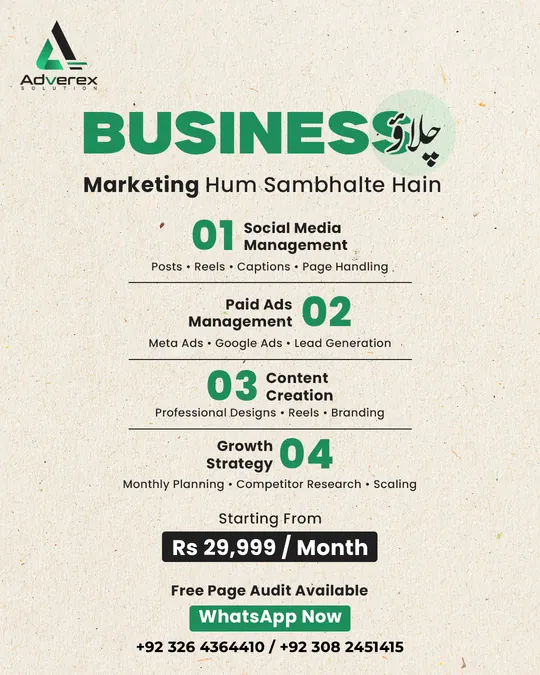 Adverex
SOLUTION
BUSINESS چلاؤ
Marketing Hum Sambhalte Hain
01 Social Media
Management
Posts • Reels • Captions • Page Handling
Paid Ads
Management 02
Meta Ads • Google Ads • Lead Generation
03 Content
Creation
Professional Designs • Reels • Branding
Growth
Strategy 04
Monthly Planning • Competitor Research • Scaling
Starting From
Rs 29,999 / Month
Free Page Audit Available
WhatsApp Now
+92 326 4364410 / +92 308 2451415